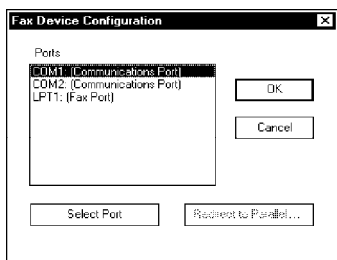 Fax Device Configuration
Ports
COM1: (Communications Port)
COM2: (Communications Port)
LPT1: (Fax Port)
OK
Cancel
Select Port
Redirect to Parallel...